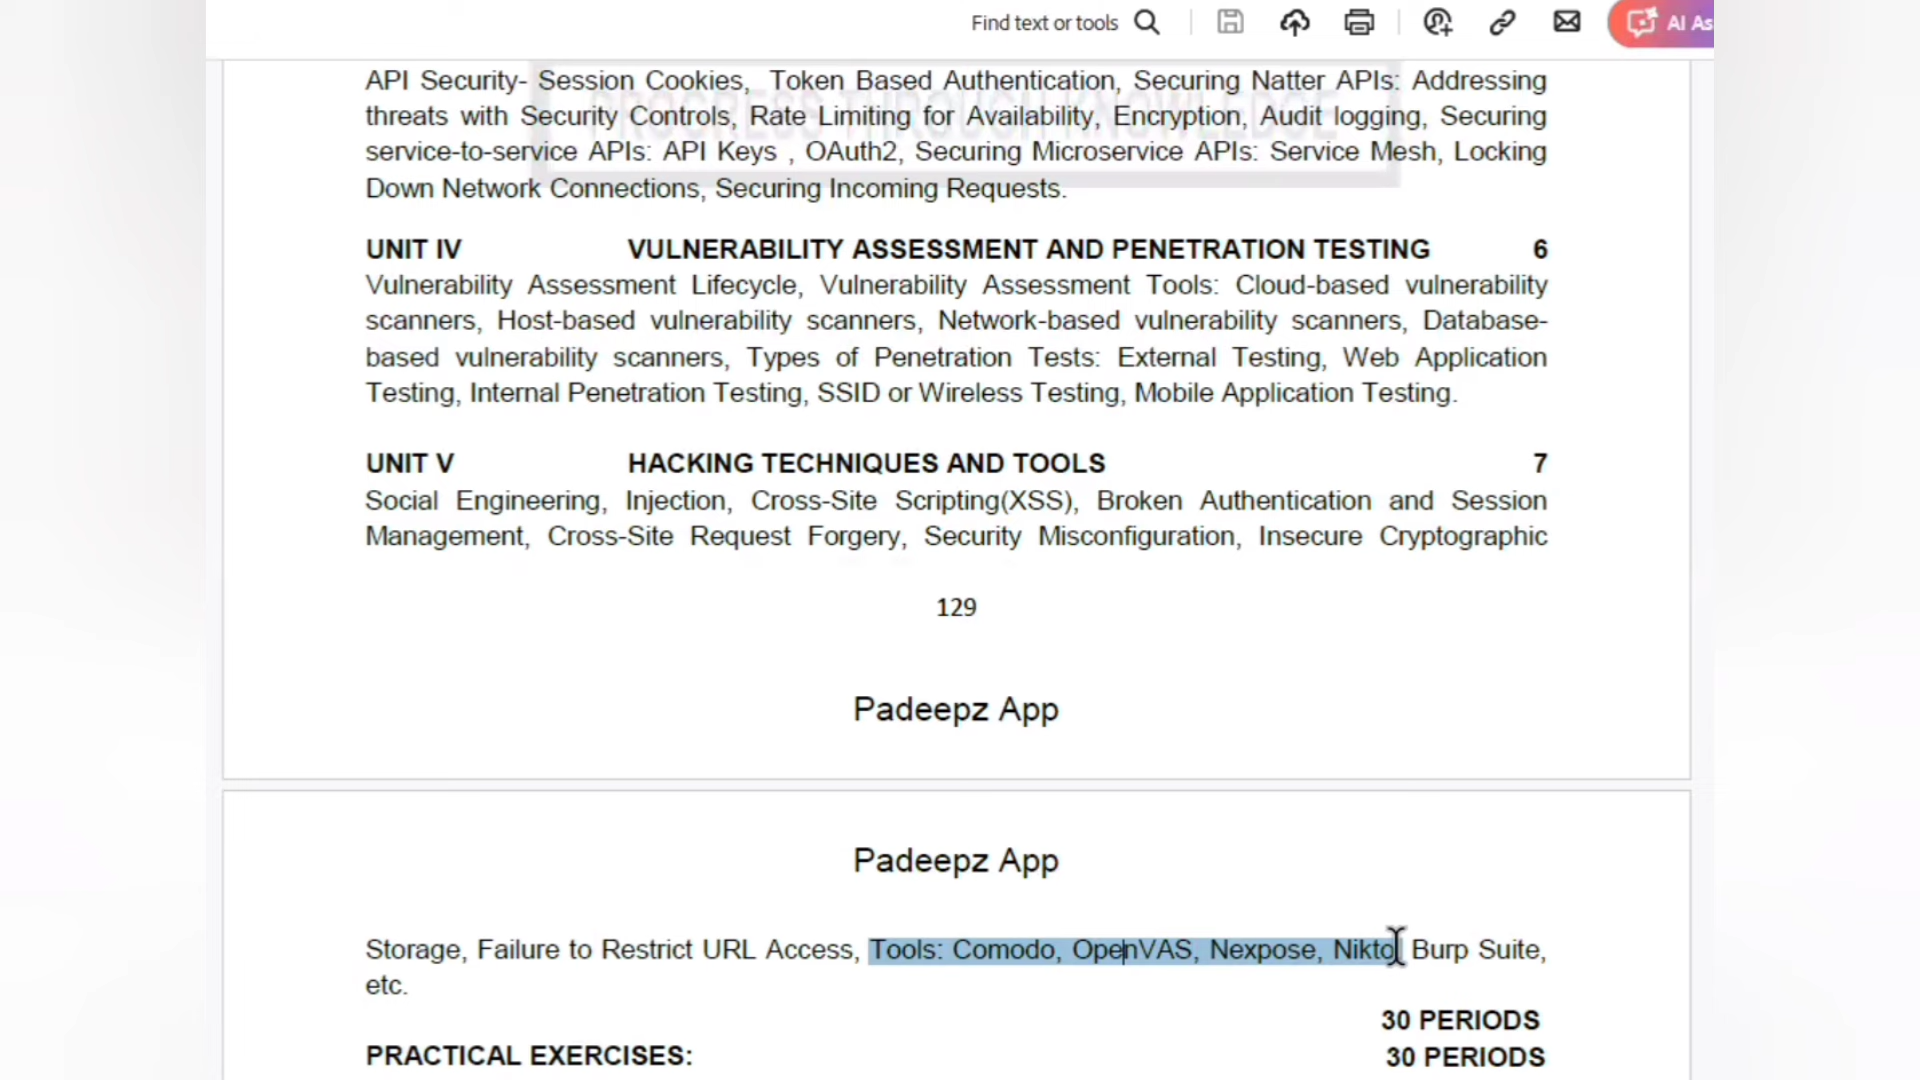 Find text or tools
AI As
API Security- Session Cookies, Token Based Authentication, Securing Natter APIs: Addressing
threats with Security Controls, Rate Limiting for Availability, Encryption, Audit logging, Securing
service-to-service APIs: API Keys , OAuth2, Securing Microservice APIs: Service Mesh, Locking
Down Network Connections, Securing Incoming Requests.
PROGRESS THROUGH KNOWLEDGE
UNIT IV VULNERABILITY ASSESSMENT AND PENETRATION TESTING 6
Vulnerability Assessment Lifecycle, Vulnerability Assessment Tools: Cloud-based vulnerability
scanners, Host-based vulnerability scanners, Network-based vulnerability scanners, Database-
based vulnerability scanners, Types of Penetration Tests: External Testing, Web Application
Testing, Internal Penetration Testing, SSID or Wireless Testing, Mobile Application Testing.
UNIT V HACKING TECHNIQUES AND TOOLS 7
Social Engineering, Injection, Cross-Site Scripting(XSS), Broken Authentication and Session
Management, Cross-Site Request Forgery, Security Misconfiguration, Insecure Cryptographic
129
Padeepz App
Padeepz App
Storage, Failure to Restrict URL Access, Tools: Comodo, OpenVAS, Nexpose, Nikto, Burp Suite,
etc.
30 PERIODS
PRACTICAL EXERCISES: 30 PERIODS